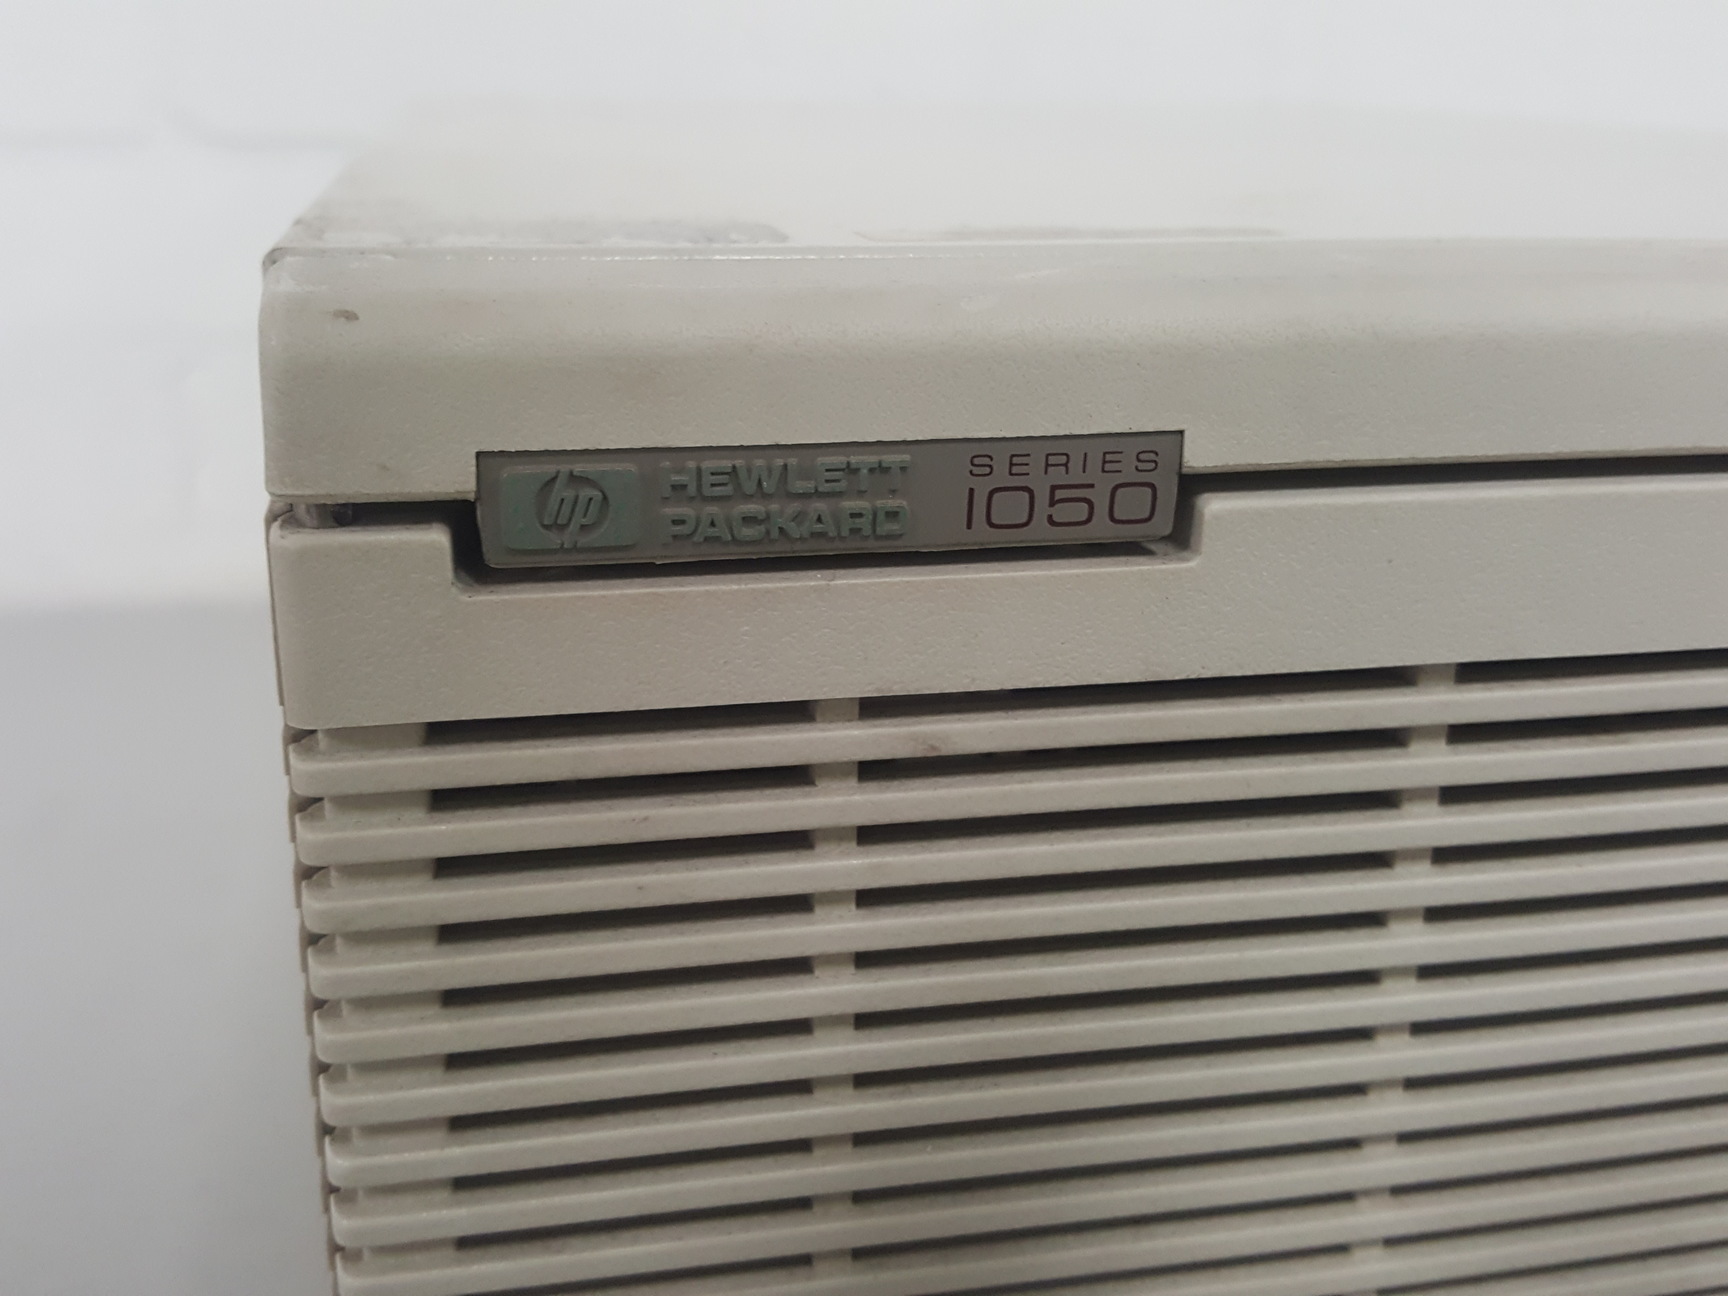 hp
HEWLETT
PACKARD
SERIES
1050